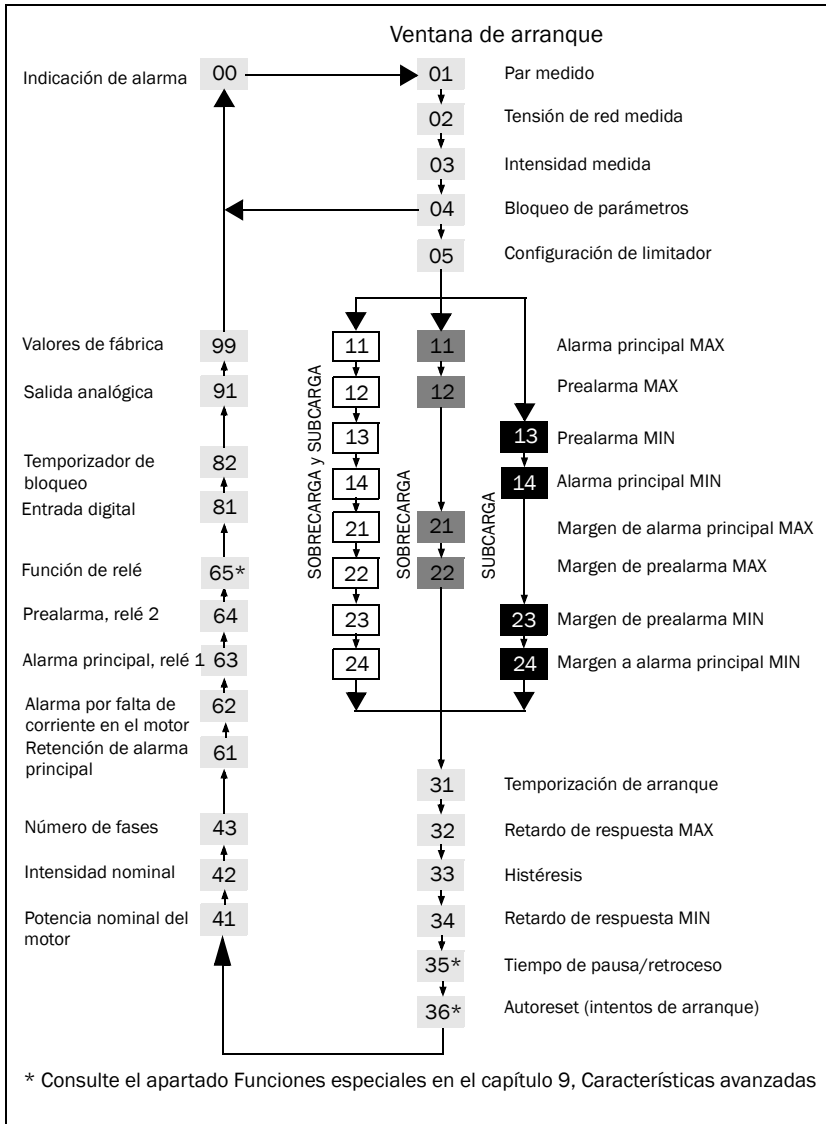 Ventana de arranque
Indicación de alarma 00 01 Par medido
02 Tensión de red medida
03 Intensidad medida
04 Bloqueo de parámetros
05 Configuración de limitador
Valores de fábrica 99 11 11 Alarma principal MAX
Salida analógica 91 12 12 Prealarma MAX
13 13 Prealarma MIN
Temporizador de
bloqueo 82 14 14 Alarma principal MIN
SOBRECARGA y SUBCARGA
SOBRECARGA
SUBCARGA
Entrada digital 81 21 21 Margen de alarma principal MAX
Función de relé 65* 22 22 Margen de prealarma MAX
Prealarma, relé 2 64 23 23 Margen de prealarma MIN
Alarma principal, relé 1 63 24 24 Margen a alarma principal MIN
Alarma por falta de
corriente en el motor 62
Retención de alarma
principal 61
31 Temporización de arranque
Número de fases 43 32 Retardo de respuesta MAX
Intensidad nominal 42 33 Histéresis
Potencia nominal del
motor 41 34 Retardo de respuesta MIN
35* Tiempo de pausa/retroceso
36* Autoreset (intentos de arranque)
* Consulte el apartado Funciones especiales en el capítulo 9, Características avanzadas